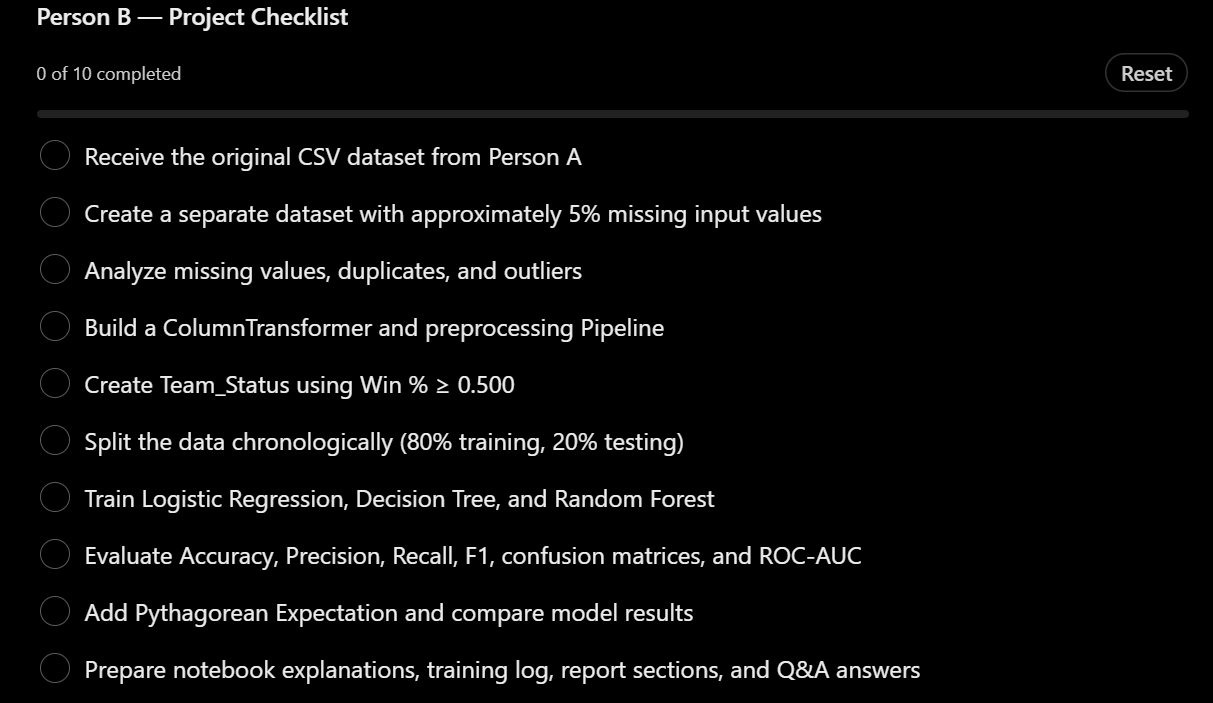 Person B — Project Checklist
0 of 10 completed
Reset
Receive the original CSV dataset from Person A
Create a separate dataset with approximately 5% missing input values
Analyze missing values, duplicates, and outliers
Build a ColumnTransformer and preprocessing Pipeline
Create Team_Status using Win % ≥ 0.500
Split the data chronologically (80% training, 20% testing)
Train Logistic Regression, Decision Tree, and Random Forest
Evaluate Accuracy, Precision, Recall, F1, confusion matrices, and ROC-AUC
Add Pythagorean Expectation and compare model results
Prepare notebook explanations, training log, report sections, and Q&A answers